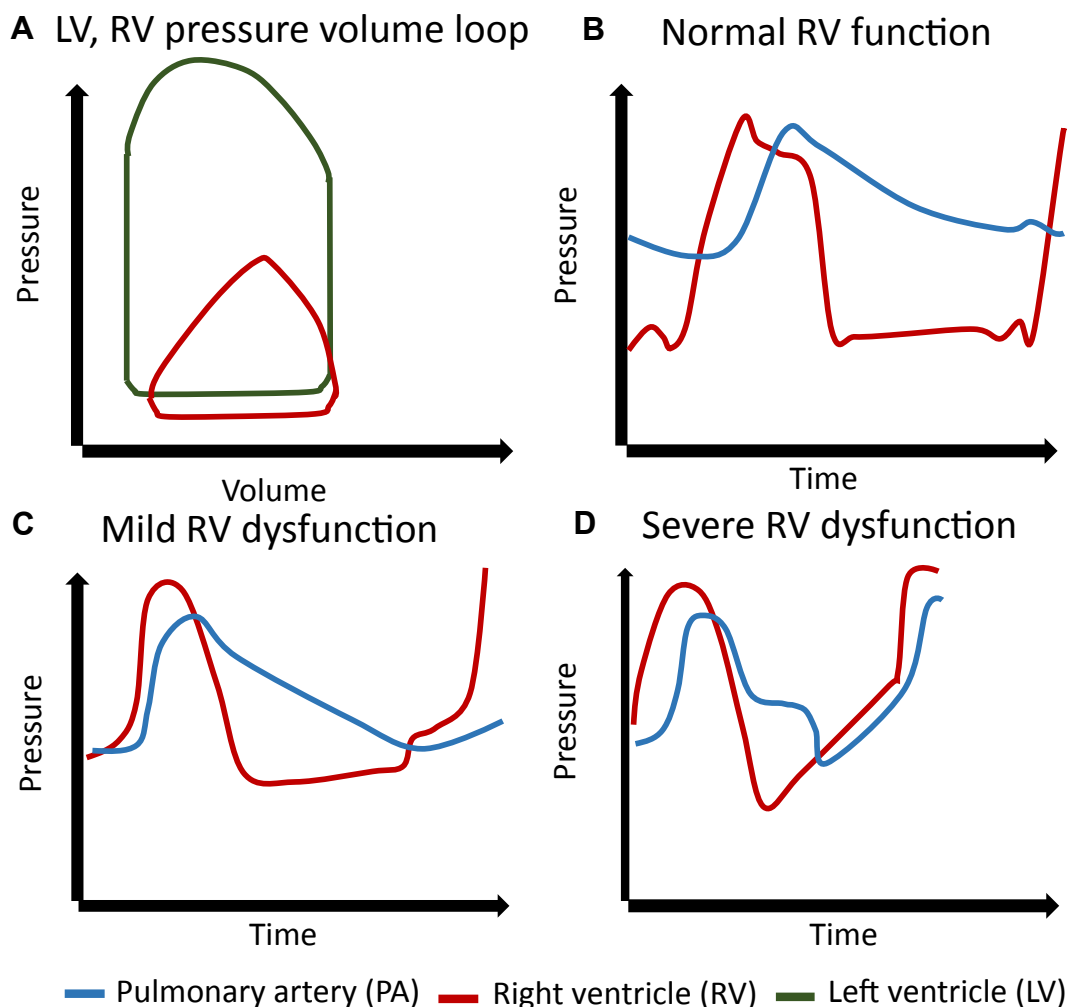 A LV, RV pressure volume loop
Pressure
Volume
B Normal RV function
Pressure
Time
C Mild RV dysfunction
Pressure
Time
D Severe RV dysfunction
Pressure
Time
Pulmonary artery (PA) Right ventricle (RV) Left ventricle (LV)